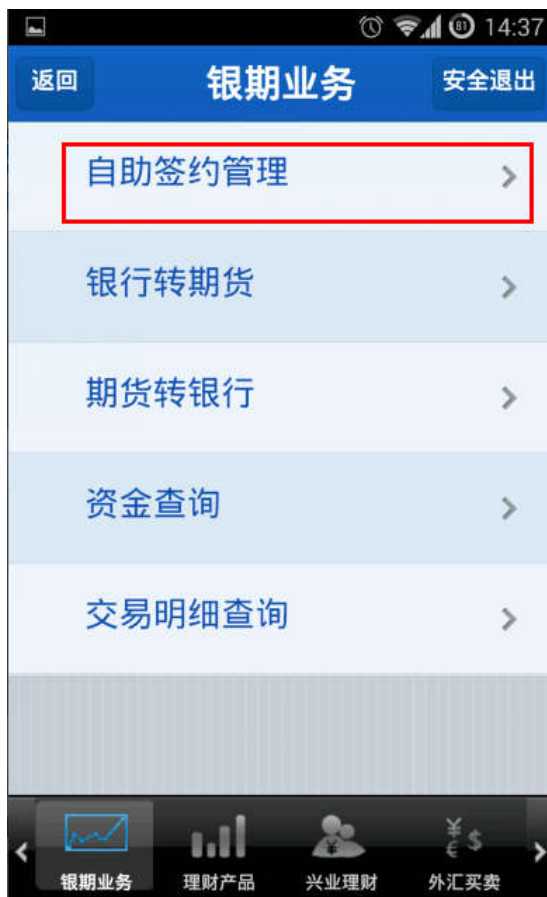 81 14:37
返回 银期业务 安全退出
自助签约管理
银行转期货
期货转银行
资金查询
交易明细查询
¥ $ €
银期业务 理财产品 兴业理财 外汇买卖